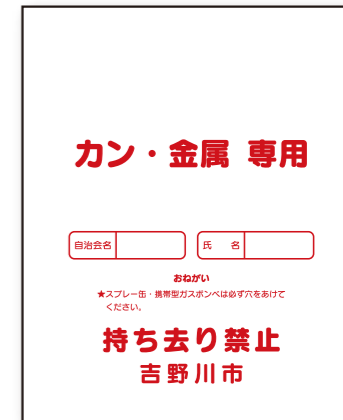 カン・金属 専用
自治会名 氏 名
おねがい
★スプレー缶・携帯型ガスボンベは必ず穴をあけて
ください。
持ち去り禁止
吉野川市